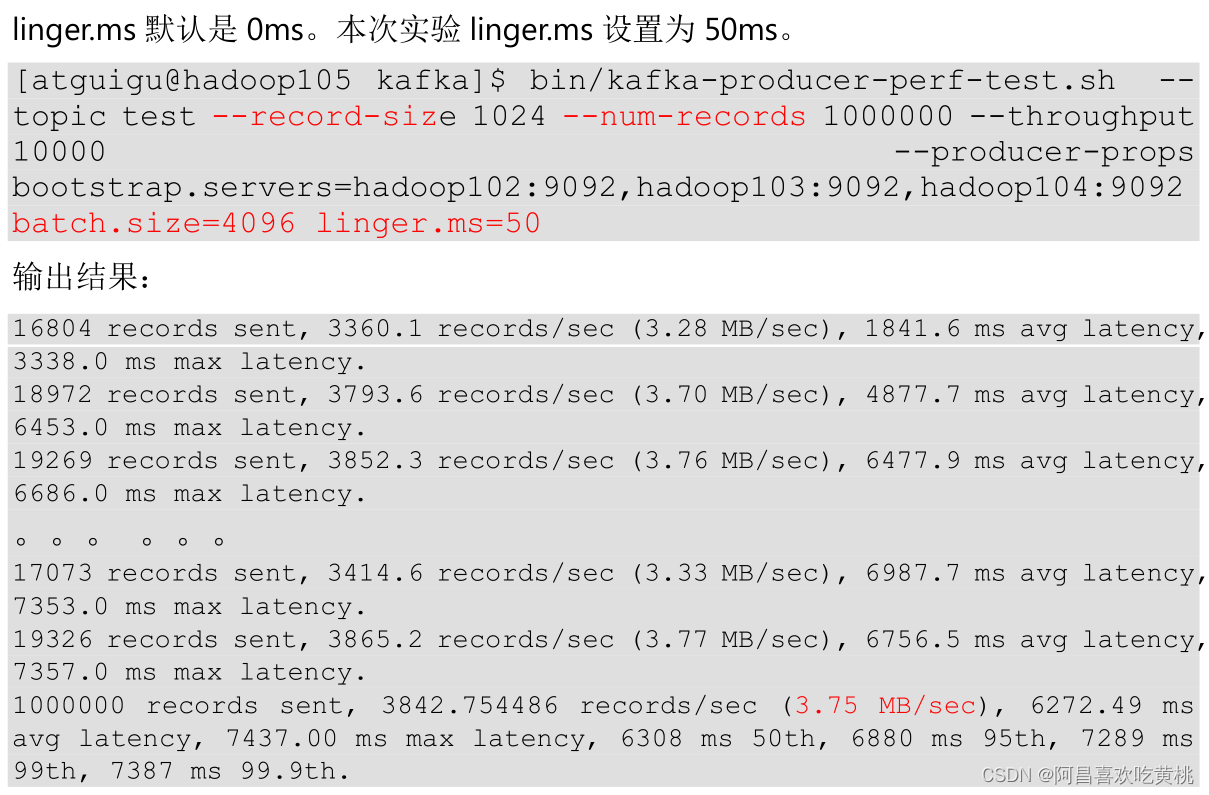 linger.ms 默认是 0ms。本次实验 linger.ms 设置为 50ms。
[atguigu@hadoop105 kafka]$ bin/kafka-producer-perf-test.sh --
topic test --record-size 1024 --num-records 1000000 --throughput
10000 --producer-props
bootstrap.servers=hadoop102:9092,hadoop103:9092,hadoop104:9092
batch.size=4096 linger.ms=50
输出结果：
16804 records sent, 3360.1 records/sec (3.28 MB/sec), 1841.6 ms avg latency,
3338.0 ms max latency.
18972 records sent, 3793.6 records/sec (3.70 MB/sec), 4877.7 ms avg latency,
6453.0 ms max latency.
19269 records sent, 3852.3 records/sec (3.76 MB/sec), 6477.9 ms avg latency,
6686.0 ms max latency.
。。。 。。。
17073 records sent, 3414.6 records/sec (3.33 MB/sec), 6987.7 ms avg latency,
7353.0 ms max latency.
19326 records sent, 3865.2 records/sec (3.77 MB/sec), 6756.5 ms avg latency,
7357.0 ms max latency.
1000000 records sent, 3842.754486 records/sec (3.75 MB/sec), 6272.49 ms
avg latency, 7437.00 ms max latency, 6308 ms 50th, 6880 ms 95th, 7289 ms
99th, 7387 ms 99.9th.
CSDN @阿昌喜欢吃黄桃